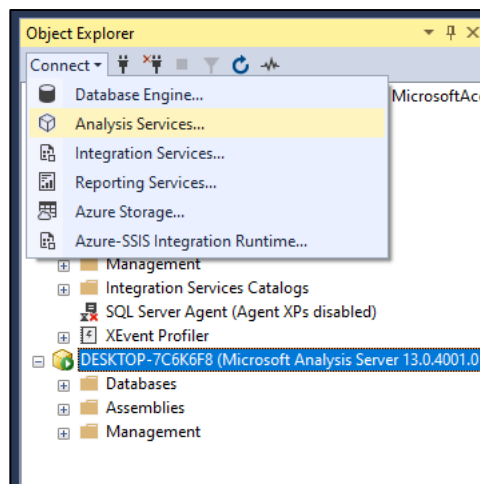 Object Explorer
Connect
Database Engine...
MicrosoftAcc
Analysis Services...
Integration Services...
Reporting Services...
Azure Storage...
Azure-SSIS Integration Runtime...
Management
Integration Services Catalogs
SQL Server Agent (Agent XPs disabled)
XEvent Profiler
DESKTOP-7C6K6F8 (Microsoft Analysis Server 13.0.4001.0
Databases
Assemblies
Management